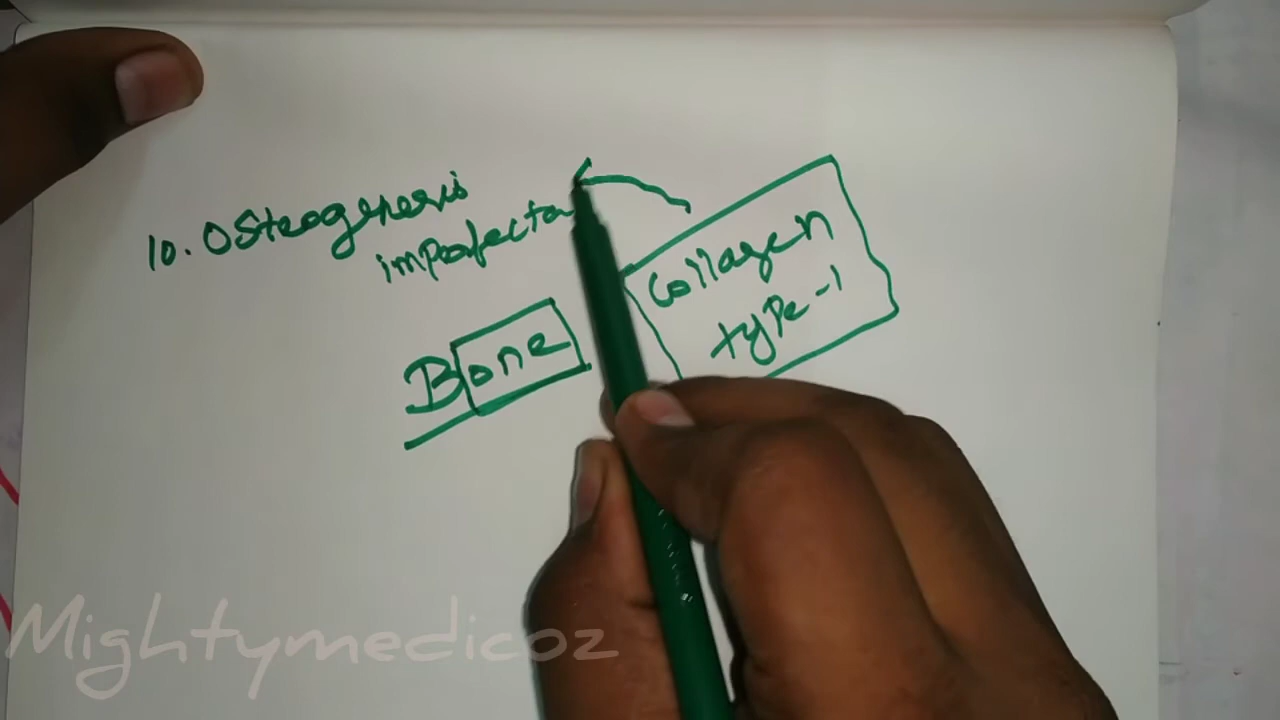 10. Osteogenesis
imperfecta
Bone
Collagen
type-1
Mightymedicoz